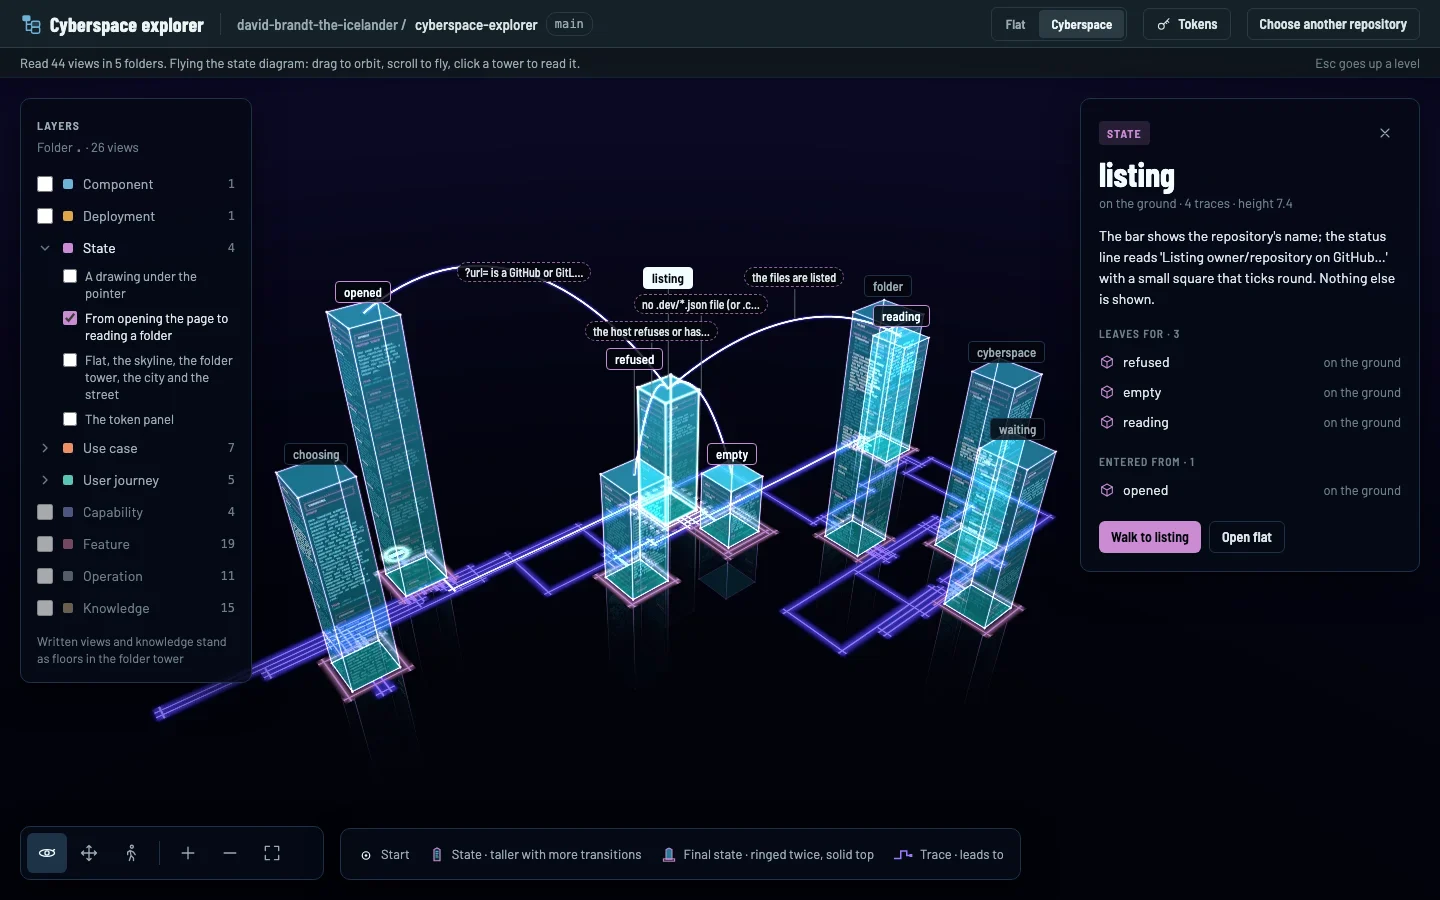 Cyberspace explorer
david-brandt-the-icelander / cyberspace-explorer main
Flat Cyberspace
Tokens
Choose another repository
Read 44 views in 5 folders. Flying the state diagram: drag to orbit, scroll to fly, click a tower to read it.
Esc goes up a level
LAYERS
Folder . · 26 views
Component 1
Deployment 1
State 4
A drawing under the
pointer
From opening the page to
reading a folder
Flat, the skyline, the folder
tower, the city and the
street
The token panel
Use case 7
User journey 5
Capability 4
Feature 19
Operation 11
Knowledge 15
Written views and knowledge stand
as floors in the folder tower
?url= is a GitHub or GitL...
listing
the files are listed
opened
folder
no .dev/*.json file (or .c...
reading
the host refuses or has...
refused
cyberspace
waiting
choosing
empty
STATE
listing
on the ground · 4 traces · height 7.4
The bar shows the repository's name; the status
line reads 'Listing owner/repository on GitHub...'
with a small square that ticks round. Nothing else
is shown.
LEAVES FOR · 3
refused on the ground
empty on the ground
reading on the ground
ENTERED FROM · 1
opened on the ground
Walk to listing
Open flat
Start
State · taller with more transitions
Final state · ringed twice, solid top
Trace · leads to